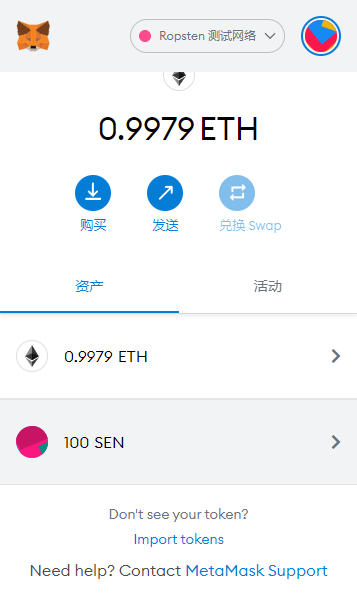 Ropsten 测试网络
0.9979 ETH
购买 发送 兑换 Swap
资产 活动
0.9979 ETH
100 SEN
Don't see your token?
Import tokens
Need help? Contact MetaMask Support